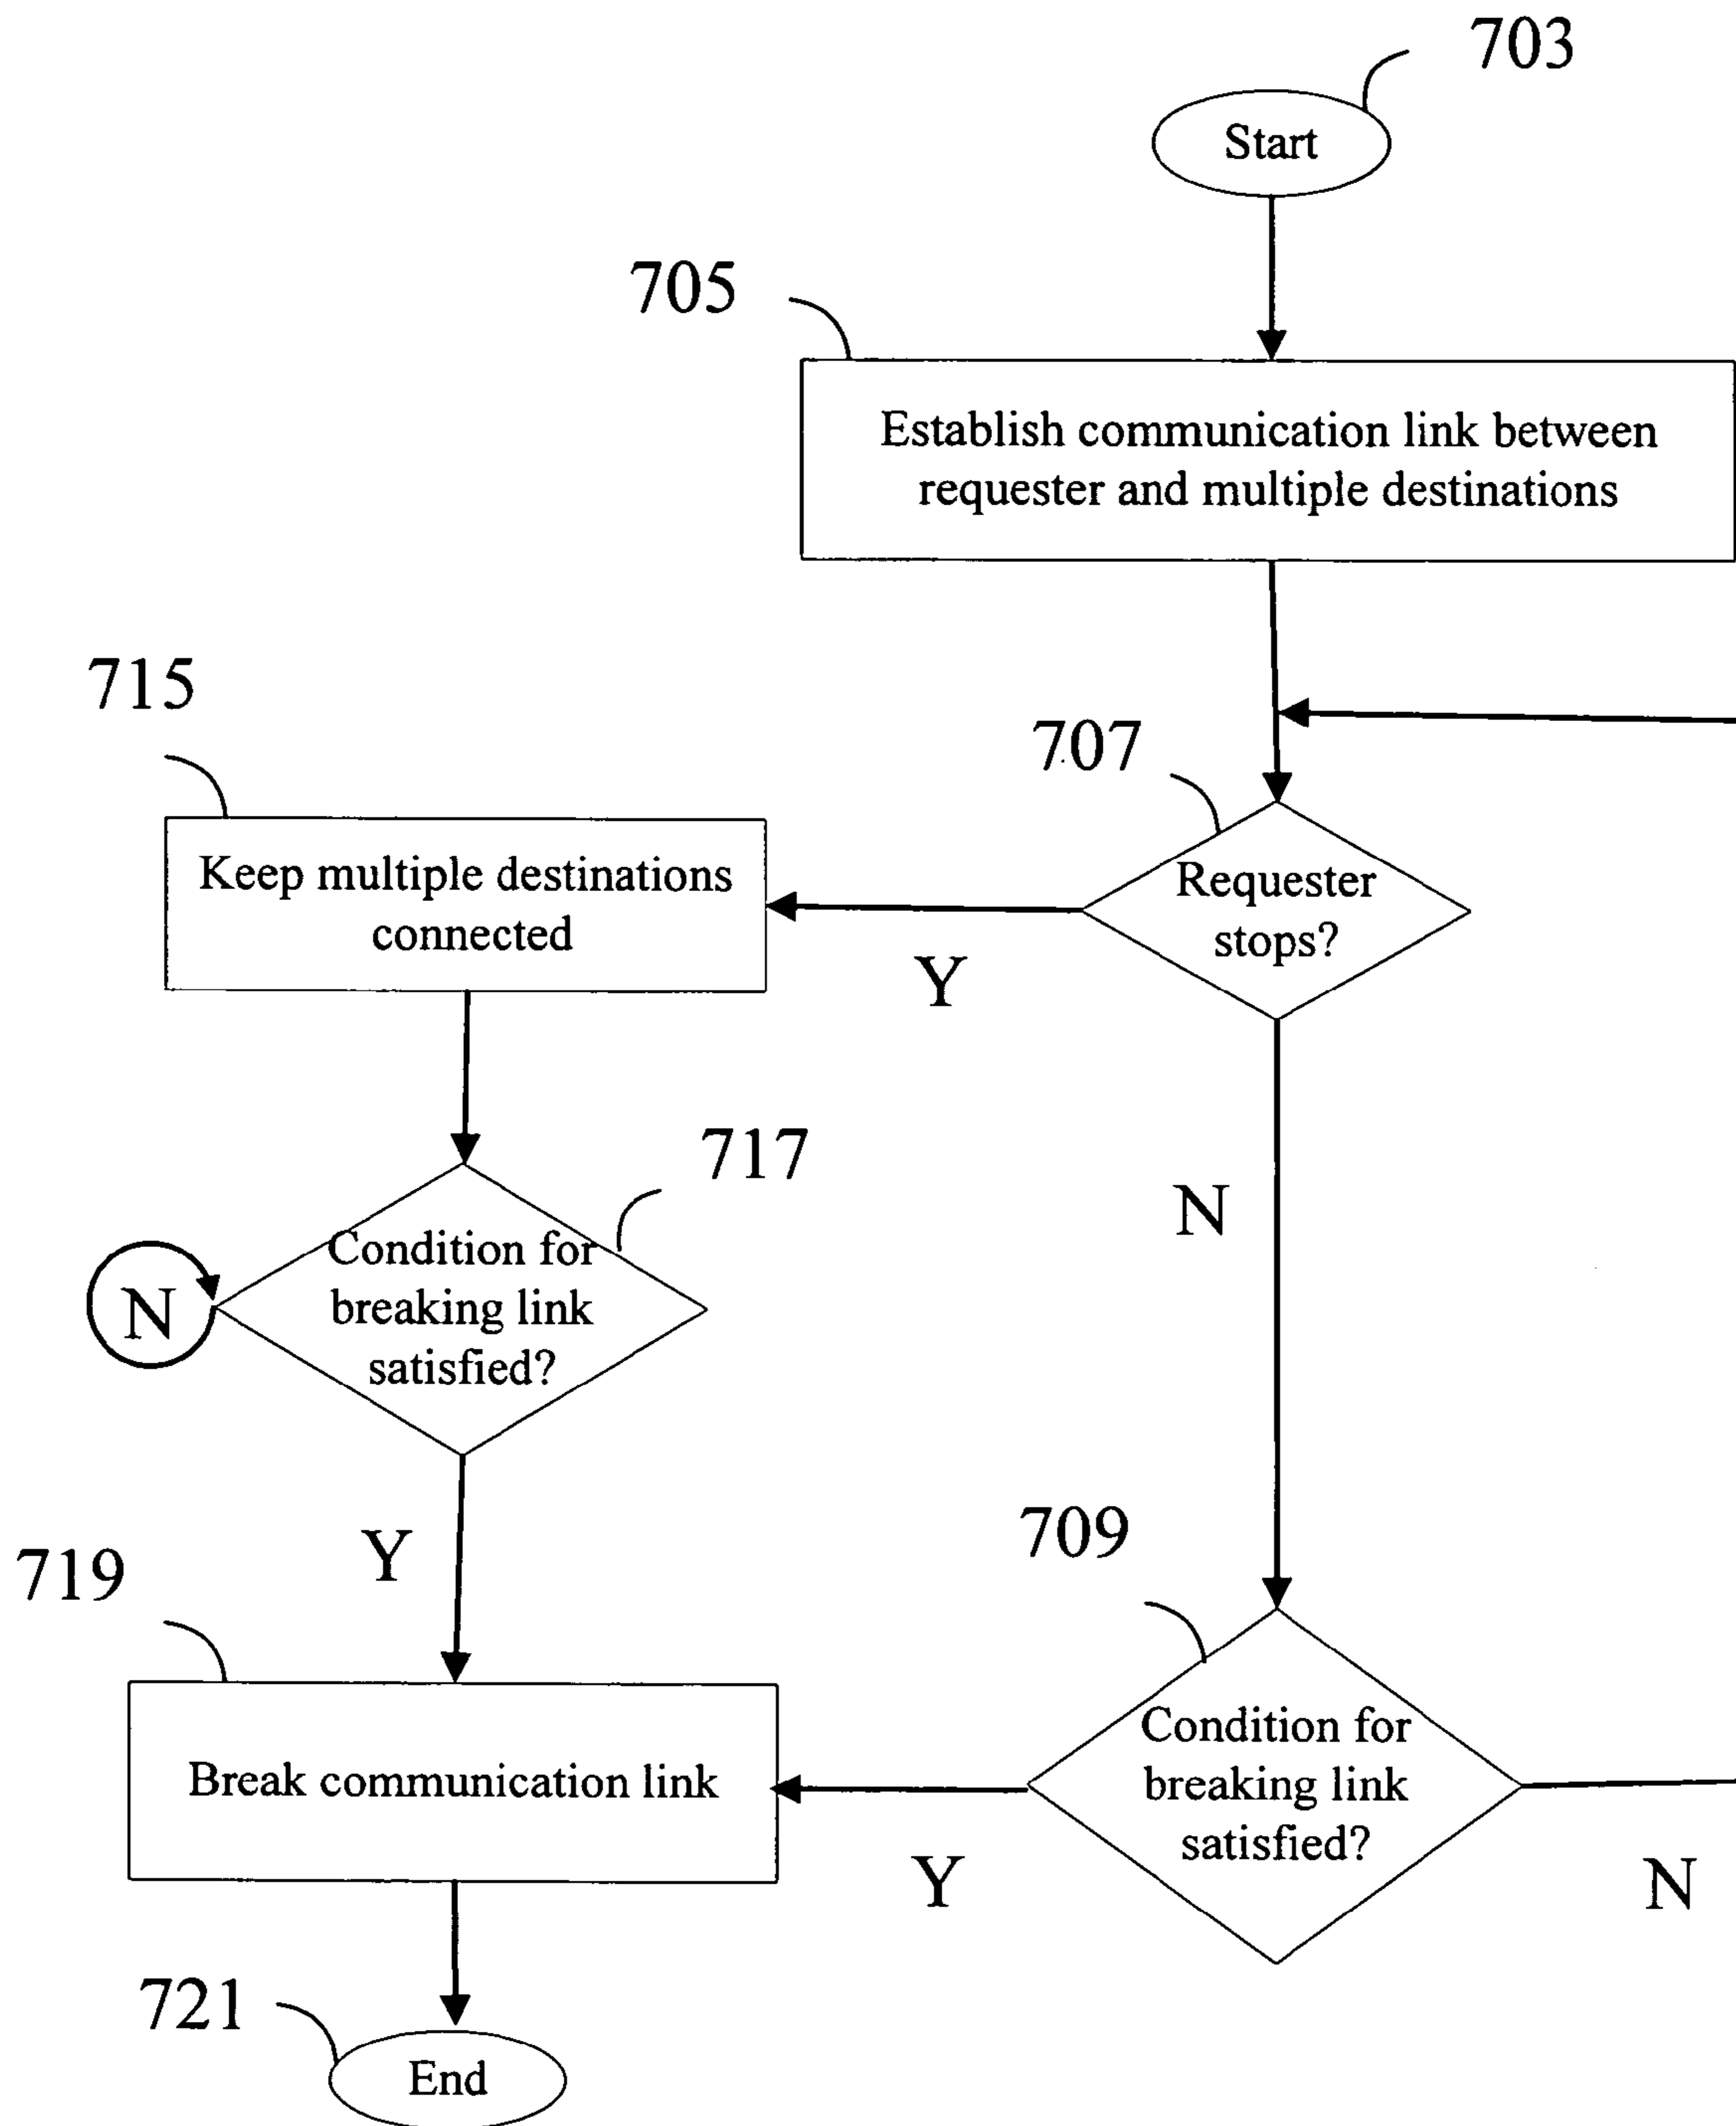 703
Start
705
Establish communication link between
requester and multiple destinations
715
707
Keep multiple destinations
connected
Requester
stops?
Y
717
N
Condition for
breaking link
satisfied?
N
Y
709
719
Condition for
breaking link
satisfied?
Break communication link
Y
N
721
End